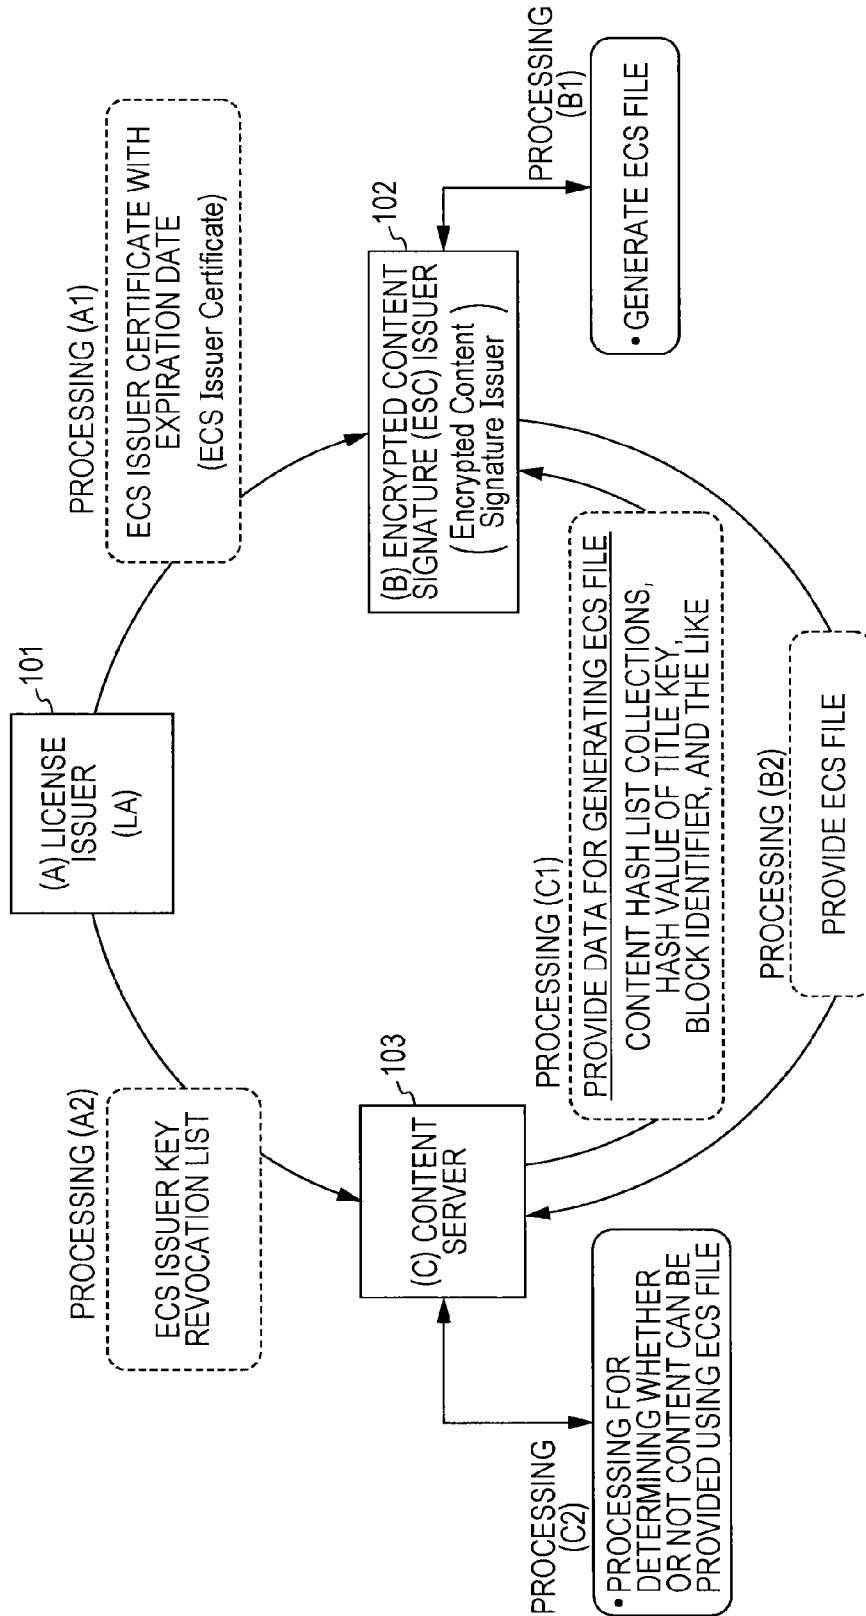 PROCESSING (A1)
ECS ISSUER CERTIFICATE WITH
EXPIRATION DATE
(ECS Issuer Certificate)
101
(A) LICENSE
ISSUER
(LA)
PROCESSING (A2)
ECS ISSUER KEY
REVOCATION LIST
102
(B) ENCRYPTED CONTENT
SIGNATURE (ESC) ISSUER
(Encrypted Content
Signature Issuer)
PROCESSING
(B1)
• GENERATE ECS FILE
103
(C) CONTENT
SERVER
PROCESSING (C1)
PROVIDE DATA FOR GENERATING ECS FILE
CONTENT HASH LIST COLLECTIONS,
HASH VALUE OF TITLE KEY,
BLOCK IDENTIFIER, AND THE LIKE
PROCESSING (B2)
PROVIDE ECS FILE
PROCESSING
(C2)
• PROCESSING FOR
DETERMINING WHETHER
OR NOT CONTENT CAN BE
PROVIDED USING ECS FILE